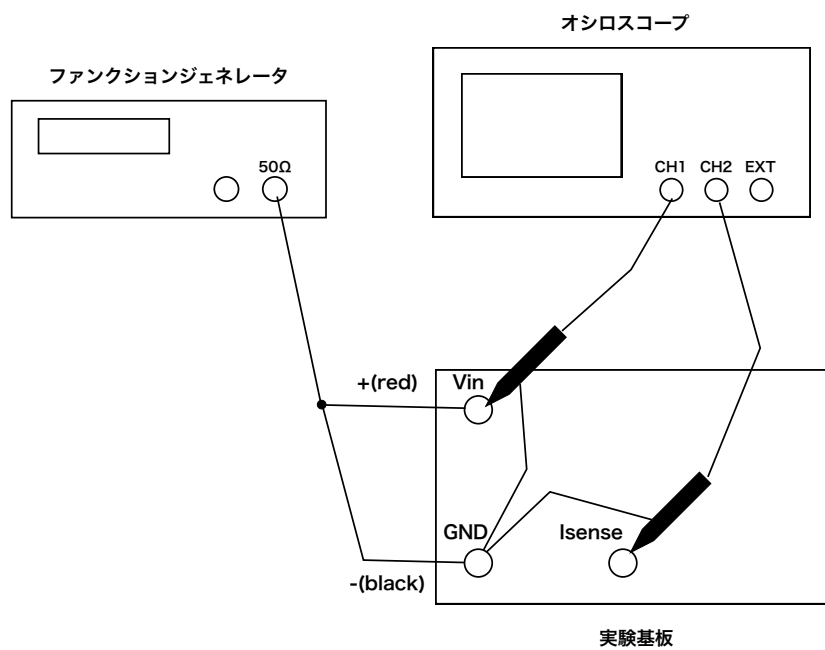 オシロスコープ
ファンクションジェネレータ
50Ω
CH1 CH2 EXT
+(red)
Vin
GND
Isense
-(black)
実験基板